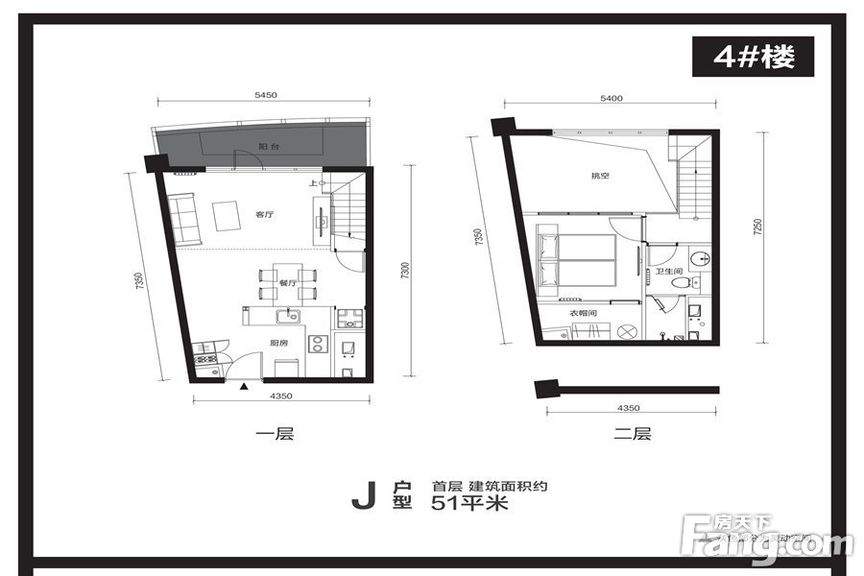 4#楼
5450
5400
阳台
上
客厅
7350
7300
餐厅
厨房
4350
一层
挑空
7350
7250
卫生间
衣帽间
4350
二层
J 户型
首层 建筑面积约
51平米
房天下
Fang.com